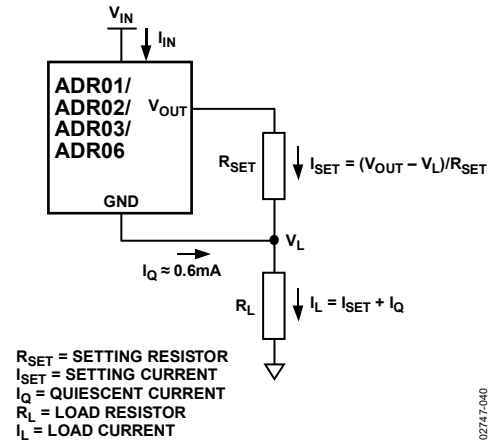 V_IN
I_IN
ADR01/
ADR02/
ADR03/
ADR06
V_OUT
GND
R_SET
I_SET = (V_OUT – V_L)/R_SET
V_L
I_Q ≈ 0.6mA
R_L
I_L = I_SET + I_Q
R_SET = SETTING RESISTOR
I_SET = SETTING CURRENT
I_Q = QUIESCENT CURRENT
R_L = LOAD RESISTOR
I_L = LOAD CURRENT
02747-040